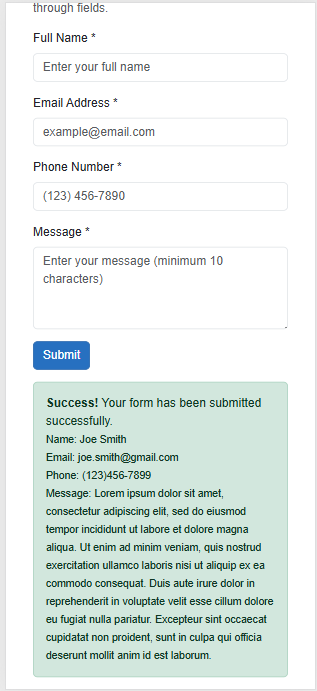 through fields.
Full Name *
Enter your full name
Email Address *
example@email.com
Phone Number *
(123) 456-7890
Message *
Enter your message (minimum 10
characters)
Submit
Success! Your form has been submitted
successfully.
Name: Joe Smith
Email: joe.smith@gmail.com
Phone: (123)456-7899
Message: Lorem ipsum dolor sit amet,
consectetur adipiscing elit, sed do eiusmod
tempor incididunt ut labore et dolore magna
aliqua. Ut enim ad minim veniam, quis nostrud
exercitation ullamco laboris nisi ut aliquip ex ea
commodo consequat. Duis aute irure dolor in
reprehenderit in voluptate velit esse cillum dolore
eu fugiat nulla pariatur. Excepteur sint occaecat
cupidatat non proident, sunt in culpa qui officia
deserunt mollit anim id est laborum.